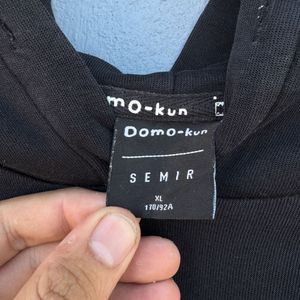 mo-kun
Domo-kun
SEMIR
XL
170/92A